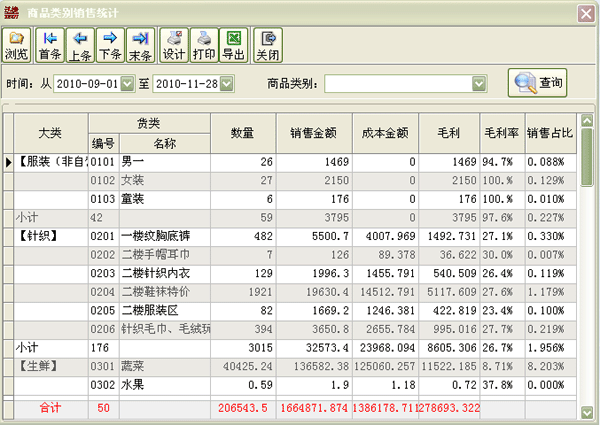 商品类别销售统计
浏览 首条 上条 下条 末条 设计 打印 导出 关闭
时间: 从 2010-09-01 至 2010-11-28 商品类别: 查询
大类 货类 数量 销售金额 成本金额 毛利 毛利率 销售占比
编号 名称
【服装（非自 0101 男一 26 1469 0 1469 94.7% 0.088%
0102 女装 27 2150 0 2150 100.% 0.129%
0103 童装 6 176 0 176 100.% 0.010%
小计 42 59 3795 0 3795 97.6% 0.227%
【针织】 0201 一楼纹胸底裤 482 5500.7 4007.969 1492.731 27.1% 0.330%
0202 二楼手帽耳巾 7 126 89.378 36.622 30.0% 0.007%
0203 二楼针织内衣 129 1996.3 1455.791 540.509 26.4% 0.119%
0204 二楼鞋袜特价 1921 19630.4 14512.791 5117.609 27.6% 1.179%
0205 二楼服装区 82 1669.2 1246.381 422.819 23.4% 0.100%
0206 针织毛巾、毛绒玩 394 3650.8 2655.784 995.016 27.7% 0.219%
小计 176 3015 32573.4 23968.094 8605.306 26.7% 1.956%
【生鲜】 0301 蔬菜 40425.24 136582.38 125060.257 11522.185 8.71% 8.203%
0302 水果 0.59 1.9 1.18 0.72 37.8% 0.000%
合计 50 206543.5 1664871.874 1386178.711 278693.322